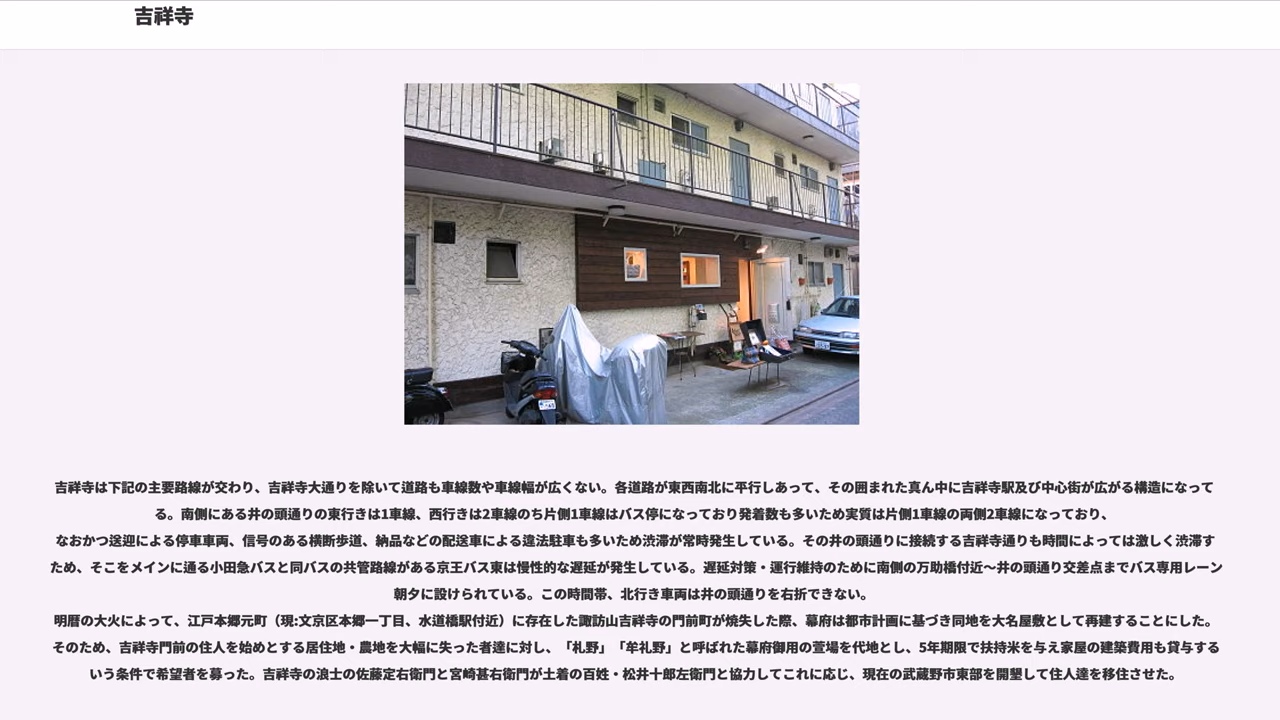 吉祥寺
吉祥寺は下記の主要路線が交わり、吉祥寺大通りを除いて道路も車線数や車線幅が広くない。各道路が東西南北に平行しあって、その囲まれた真ん中に吉祥寺駅及び中心街が広がる構造になって
る。南側にある井の頭通りの東行きは1車線、西行きは2車線のち片側1車線はバス停になっており発着数も多いため実質は片側1車線の両側2車線になっており、
なおかつ送迎による停車車両、信号のある横断歩道、納品などの配送車による違法駐車も多いため渋滞が常時発生している。その井の頭通りに接続する吉祥寺通りも時間によっては激しく渋滞す
ため、そこをメインに通る小田急バスと同バスの共管路線がある京王バス東は慢性的な遅延が発生している。遅延対策・運行維持のために南側の万助橋付近〜井の頭通り交差点までバス専用レーン
朝夕に設けられている。この時間帯、北行き車両は井の頭通りを右折できない。
明暦の大火によって、江戸本郷元町（現:文京区本郷一丁目、水道橋駅付近）に存在した諏訪山吉祥寺の門前町が焼失した際、幕府は都市計画に基づき同地を大名屋敷として再建することにした。
そのため、吉祥寺門前の住人を始めとする居住地・農地を大幅に失った者達に対し、「札野」「牟礼野」と呼ばれた幕府御用の萱場を代地とし、5年期限で扶持米を与え家屋の建築費用も貸与する
いう条件で希望者を募った。吉祥寺の浪士の佐藤定右衛門と宮崎甚右衛門が土着の百姓・松井十郎左衛門と協力してこれに応じ、現在の武蔵野市東部を開墾して住人達を移住させた。